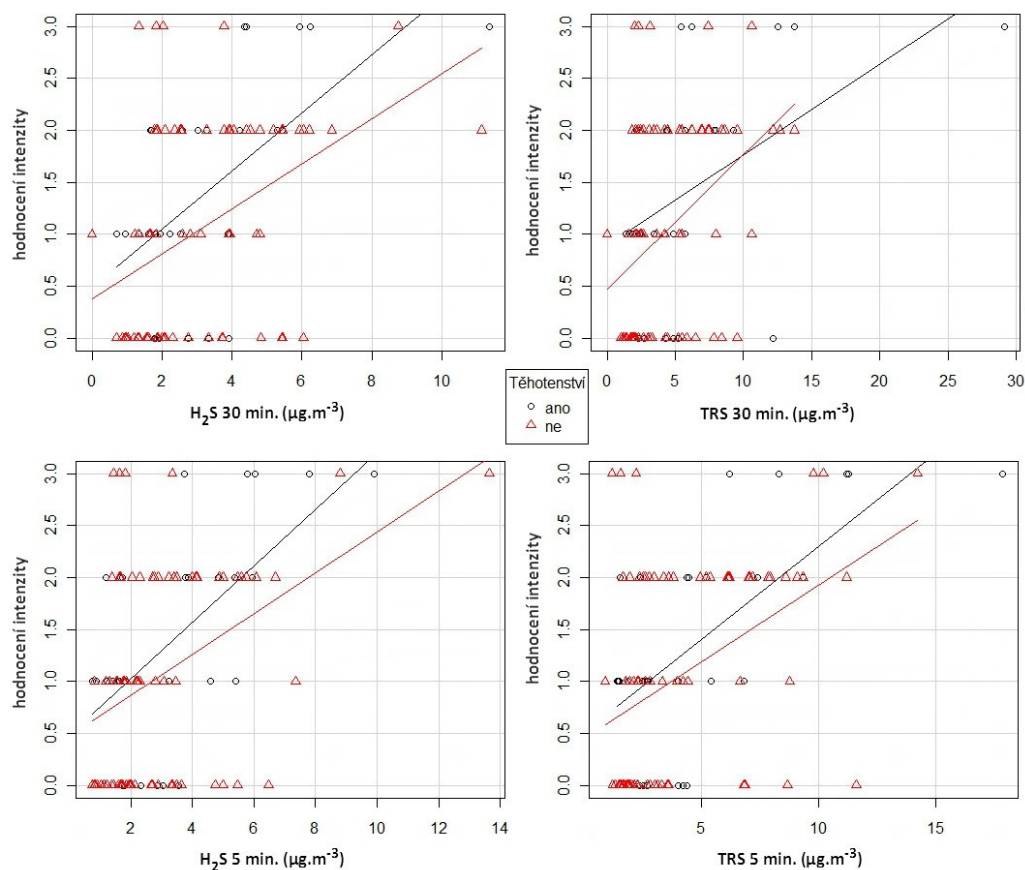 hodnocení intenzity
3.0
2.5
2.0
1.5
1.0
0.5
0.0
0 2 4 6 8 10
H₂S 30 min. (µg.m⁻³)
hodnocení intenzity
3.0
2.5
2.0
1.5
1.0
0.5
0.0
0 5 10 15 20 25 30
TRS 30 min. (µg.m⁻³)
Těhotenství
ano
ne
hodnocení intenzity
3.0
2.5
2.0
1.5
1.0
0.5
0.0
2 4 6 8 10 12 14
H₂S 5 min. (µg.m⁻³)
hodnocení intenzity
3.0
2.5
2.0
1.5
1.0
0.5
0.0
5 10 15
TRS 5 min. (µg.m⁻³)